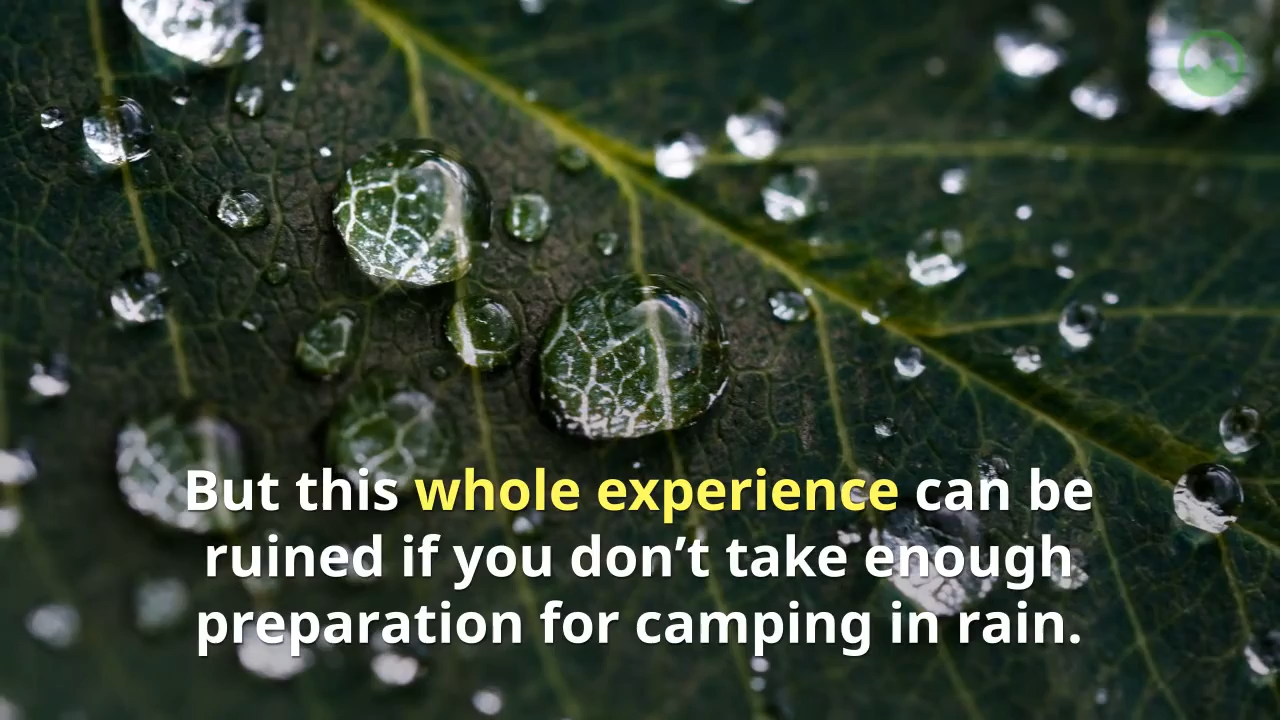 But this whole experience can be
ruined if you don’t take enough
preparation for camping in rain.